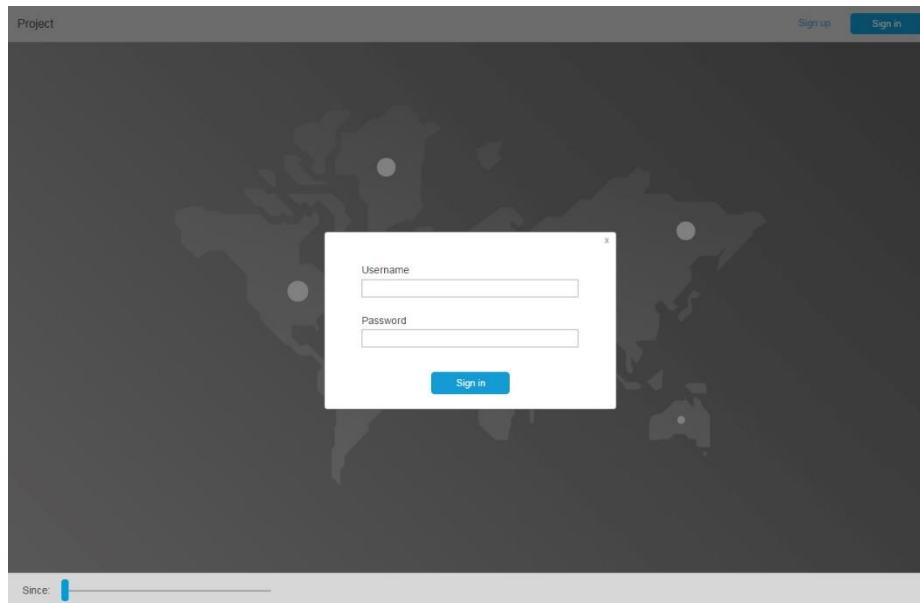 Project
Sign up
Sign in
x
Username
Password
Sign in
Since: